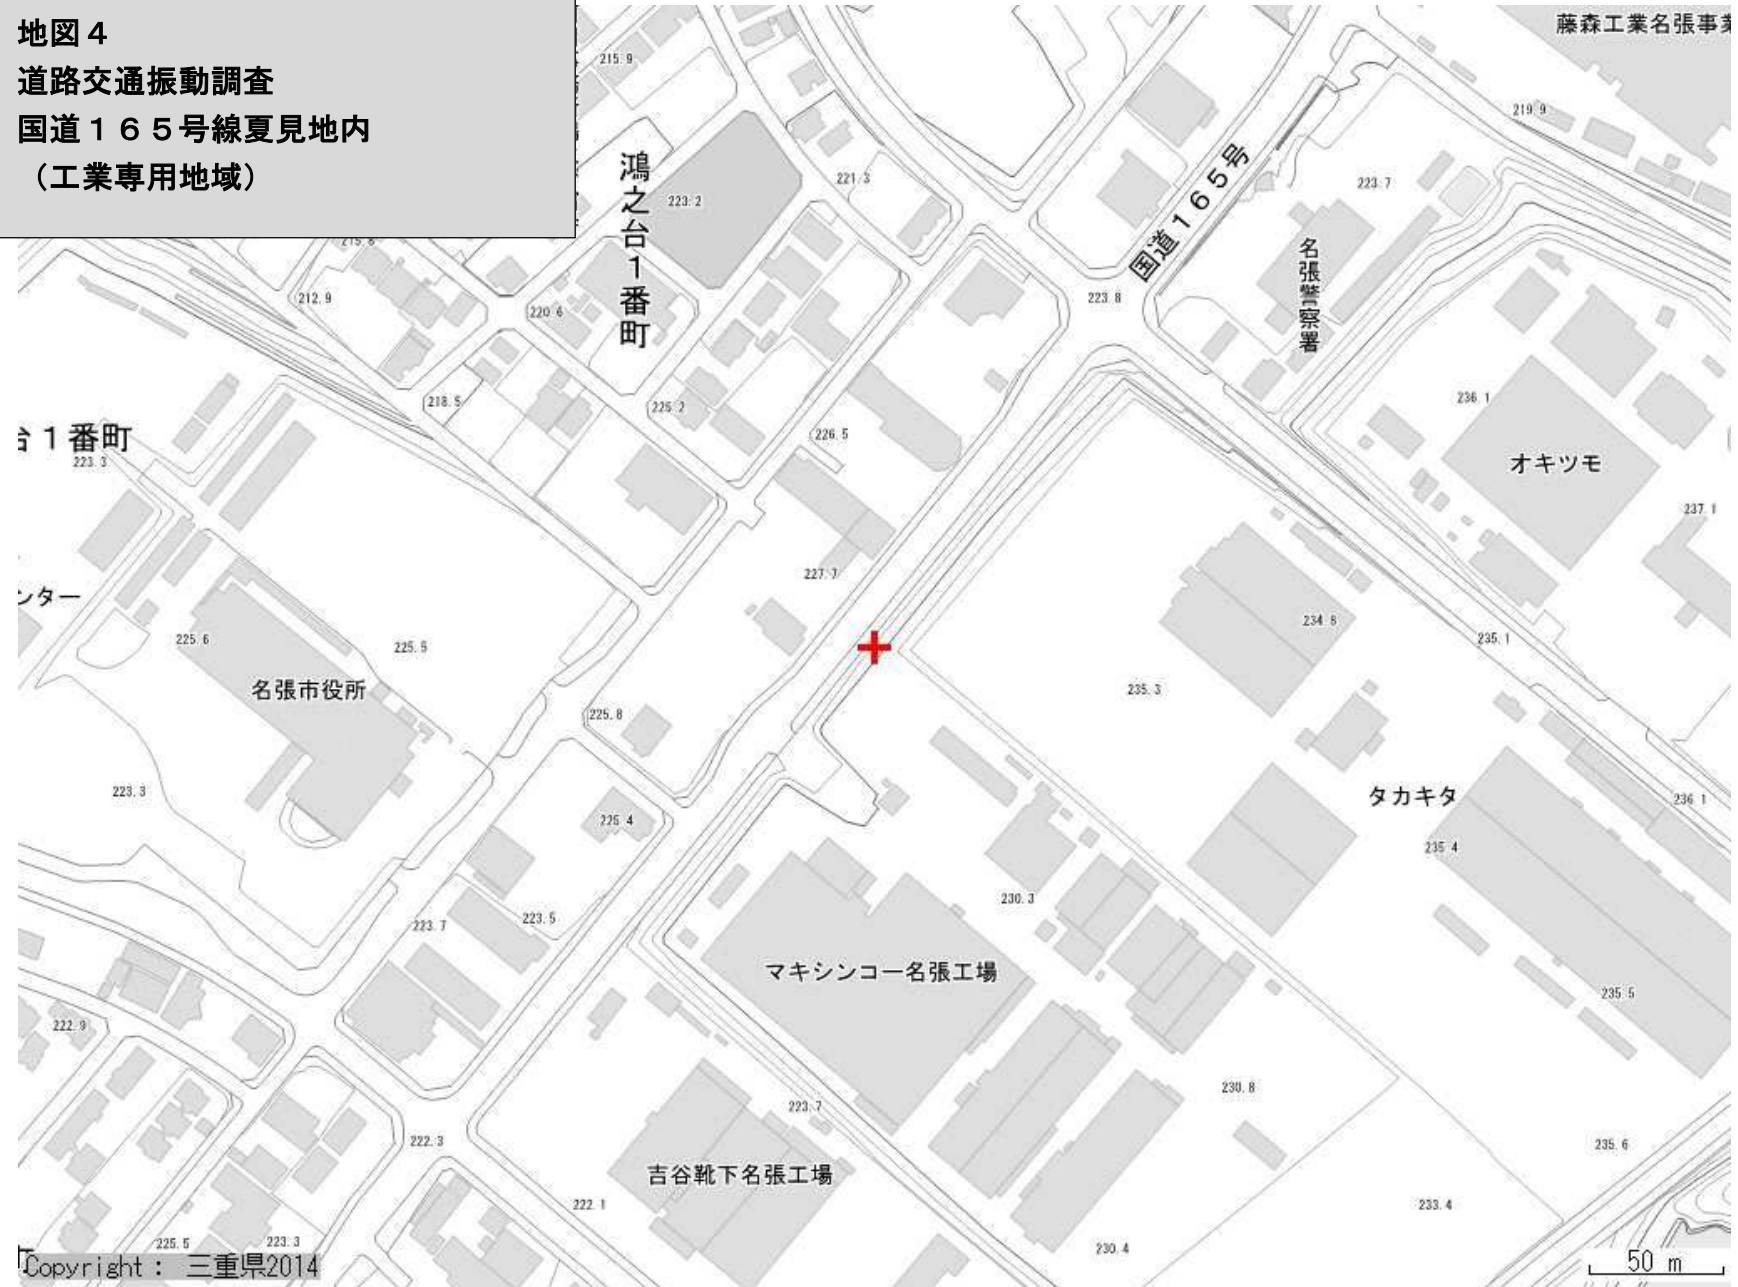 地図４
道路交通振動調査
国道１６５号線夏見地内
（工業専用地域）
藤森工業名張事業
215.9
219.9
鴻之台１番町
223.2
221.3
国道１６５号
223.7
名張警察署
215.8
212.9
220.6
223.8
218.5
225.2
226.5
236.1
台１番町
223.3
オキツモ
237.1
227.7
ンター
225.6
225.5
234.8
235.1
名張市役所
235.3
225.8
223.3
225.4
タカキタ
236.1
235.4
230.3
223.7
223.5
マキシンコー名張工場
235.5
222.9
230.8
223.7
222.3
235.6
吉谷靴下名張工場
222.1
233.4
225.5
223.3
230.4
Copyright : 三重県2014
50 m